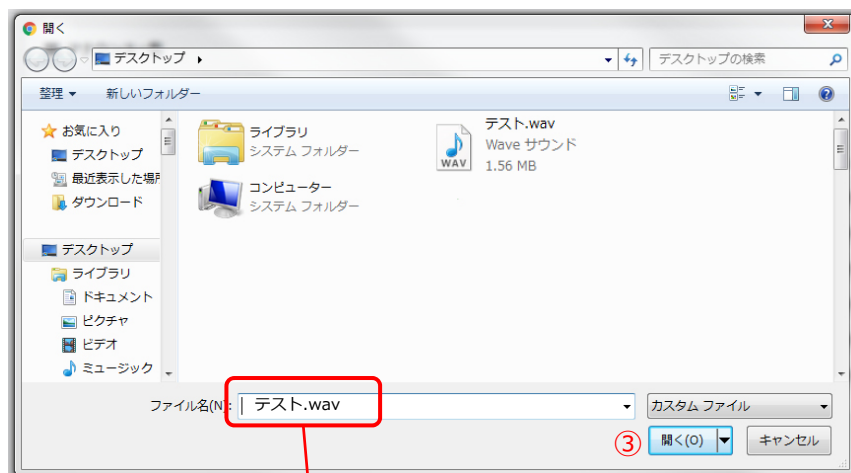 開く
デスクトップ
デスクトップの検索
整理
新しいフォルダー
お気に入り
デスクトップ
最近表示した場所
ダウンロード
デスクトップ
ライブラリ
ドキュメント
ピクチャ
ビデオ
ミュージック
ライブラリ
システム フォルダー
コンピューター
システム フォルダー
WAV
テスト.wav
Wave サウンド
1.56 MB
ファイル名(N):
テスト.wav
カスタム ファイル
③
開く(O)
キャンセル